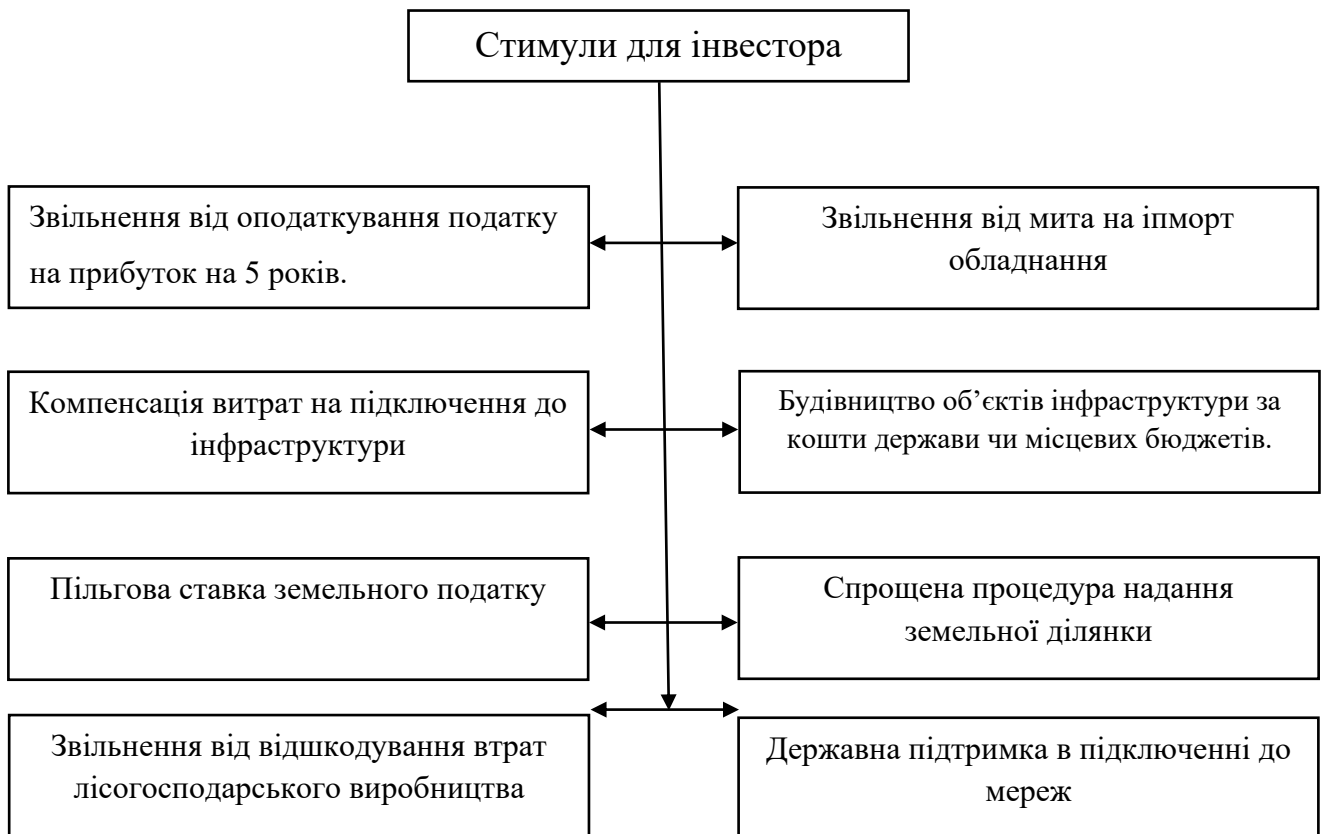 Стимули для інвестора
Звільнення від оподаткування податку
на прибуток на 5 років.
Звільнення від мита на іпморт
обладнання
Компенсація витрат на підключення до
інфраструктури
Будівництво об’єктів інфраструктури за
кошти держави чи місцевих бюджетів.
Пільгова ставка земельного податку
Спрощена процедура надання
земельної ділянки
Звільнення від відшкодування втрат
лісогосподарського виробництва
Державна підтримка в підключенні до
мереж